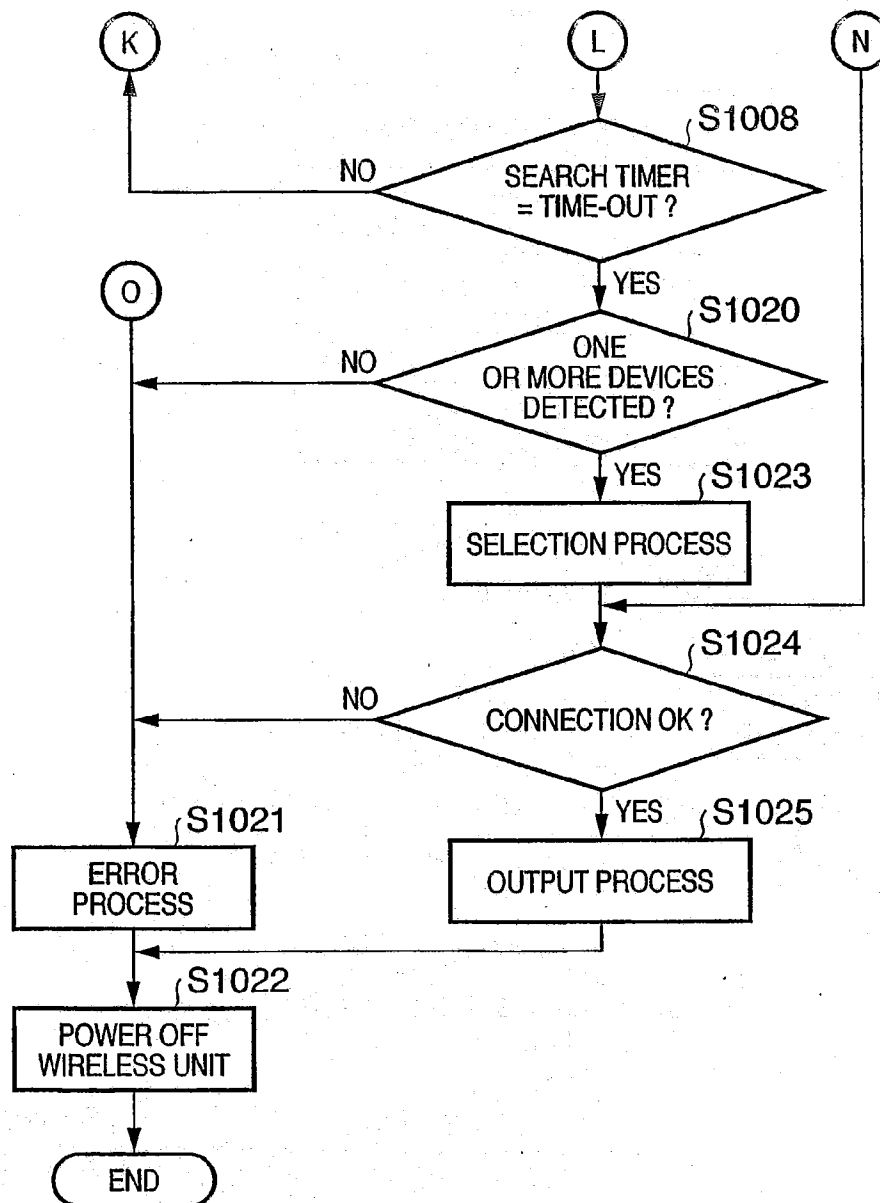 K
L
N
S1008
NO
SEARCH TIMER
= TIME-OUT ?
YES
O
S1020
NO
ONE
OR MORE DEVICES
DETECTED ?
YES
S1023
SELECTION PROCESS
S1024
NO
CONNECTION OK ?
YES
S1021
S1025
ERROR
PROCESS
OUTPUT PROCESS
S1022
POWER OFF
WIRELESS UNIT
END